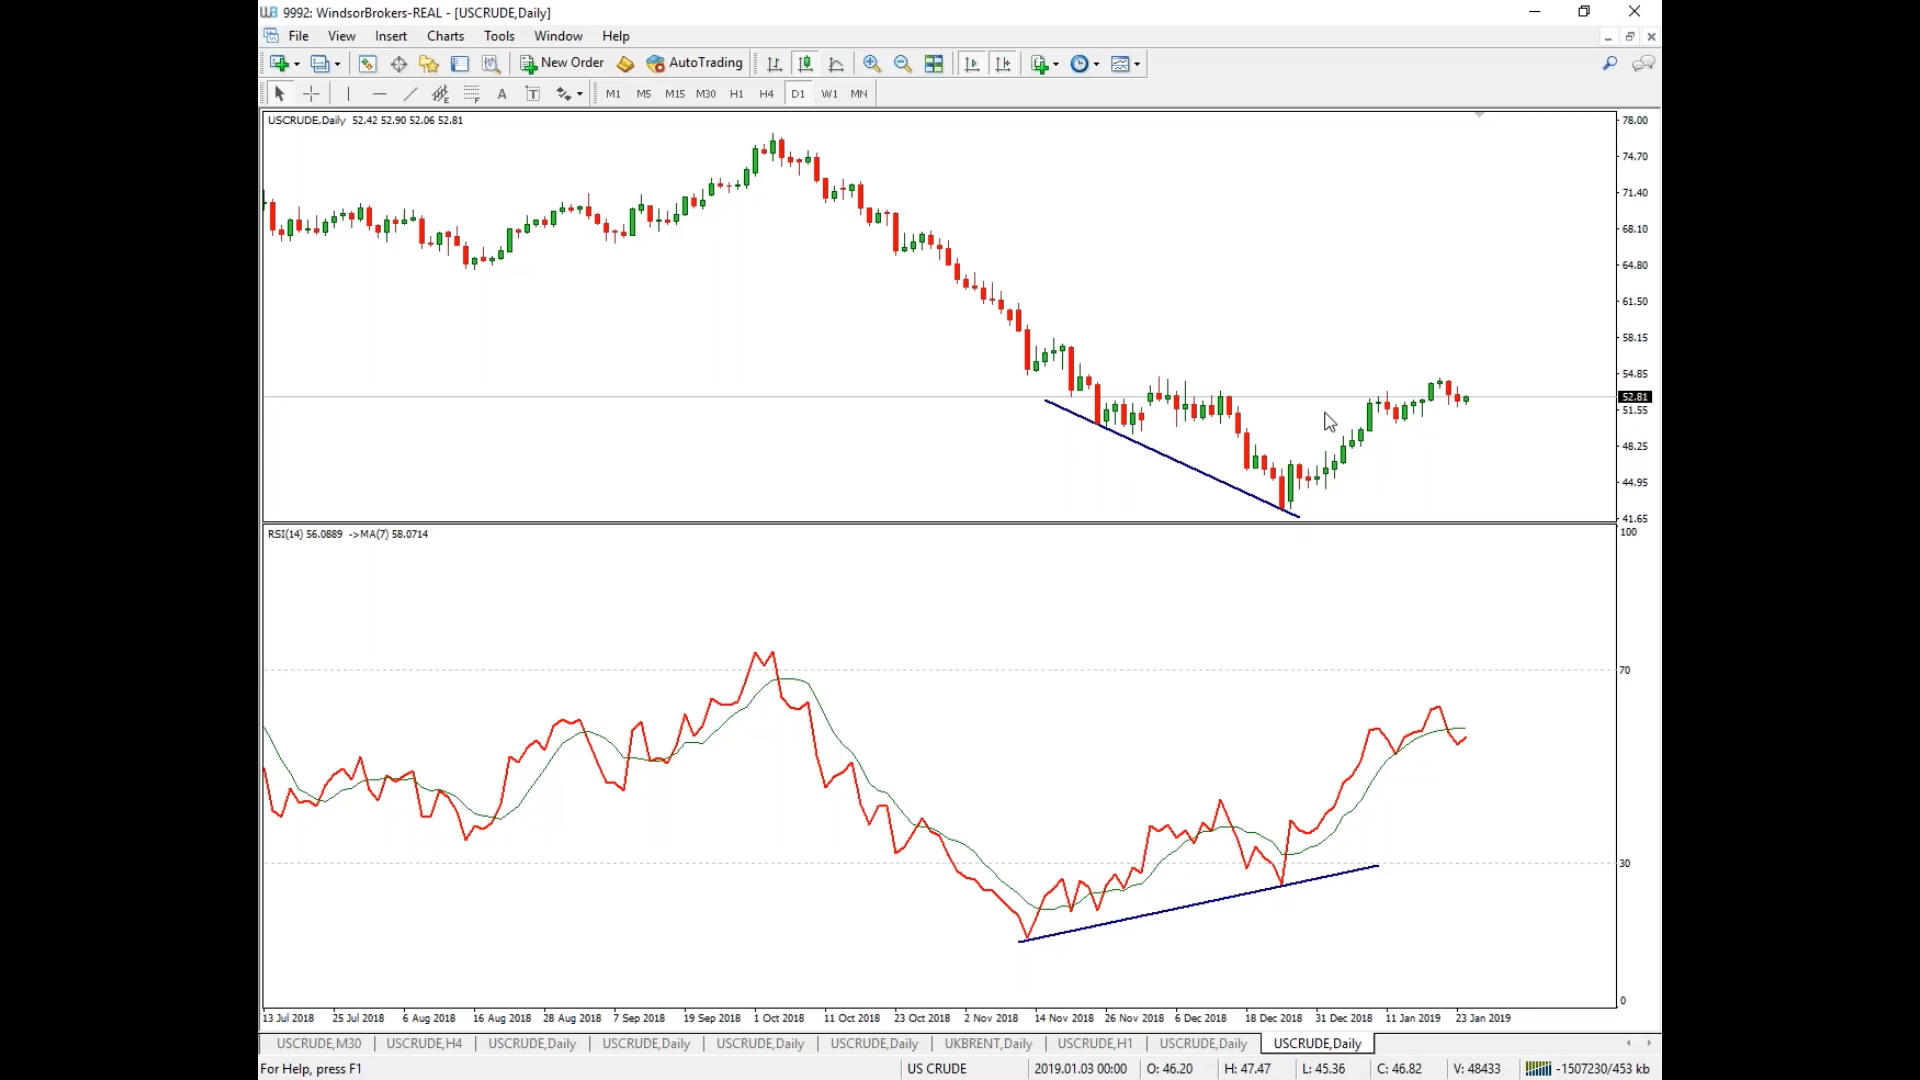 9992: WindsorBrokers-REAL - [USCRUDE,Daily]
File View Insert Charts Tools Window Help
New Order AutoTrading
A T M1 M5 M15 M30 H1 H4 D1 W1 MN
USCRUDE,Daily 52.42 52.90 52.06 52.81
78.00
74.70
71.40
68.10
64.80
61.50
58.15
54.85
52.81
51.55
48.25
44.95
41.65
RSI(14) 56.0889 ->MA(7) 58.0714
100
70
30
0
13 Jul 2018 25 Jul 2018 6 Aug 2018 16 Aug 2018 28 Aug 2018 7 Sep 2018 19 Sep 2018 1 Oct 2018 11 Oct 2018 23 Oct 2018 2 Nov 2018 14 Nov 2018 26 Nov 2018 6 Dec 2018 18 Dec 2018 31 Dec 2018 11 Jan 2019 23 Jan 2019
USCRUDE,M30 USCRUDE,H4 USCRUDE,Daily USCRUDE,Daily USCRUDE,Daily USCRUDE,Daily UKBRENT,Daily USCRUDE,H1 USCRUDE,Daily USCRUDE,Daily
For Help, press F1 US CRUDE 2019.01.03 00:00 O: 46.20 H: 47.47 L: 45.36 C: 46.82 V: 48433 -1507230/453 kb